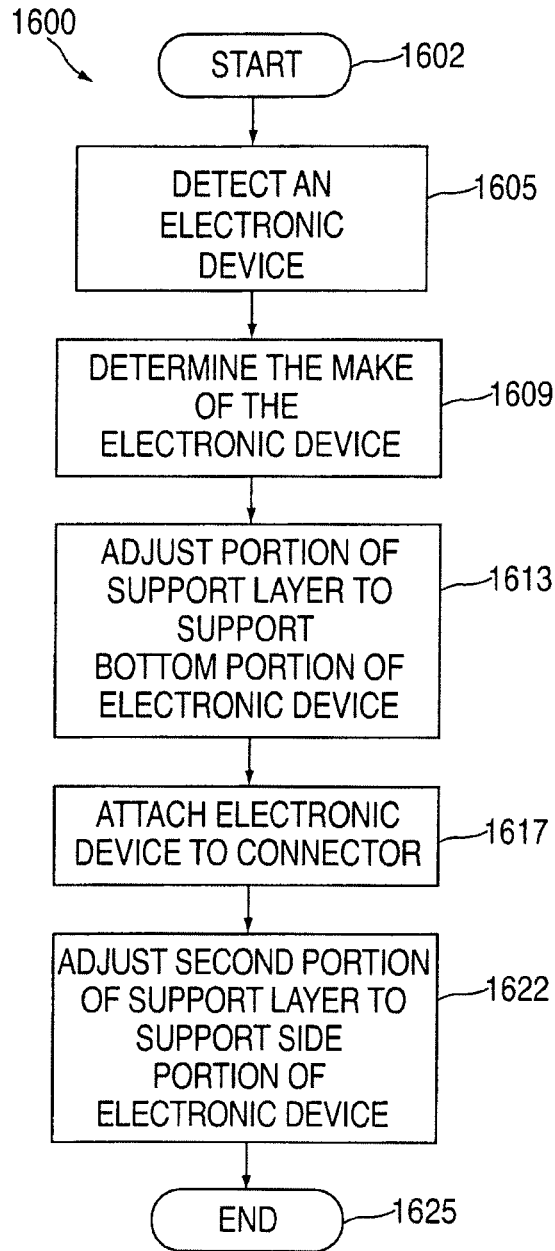 1600
START
1602
DETECT AN
ELECTRONIC
DEVICE
1605
DETERMINE THE MAKE
OF THE
ELECTRONIC DEVICE
1609
ADJUST PORTION OF
SUPPORT LAYER TO
SUPPORT
BOTTOM PORTION OF
ELECTRONIC DEVICE
1613
ATTACH ELECTRONIC
DEVICE TO CONNECTOR
1617
ADJUST SECOND PORTION
OF SUPPORT LAYER TO
SUPPORT SIDE
PORTION OF
ELECTRONIC DEVICE
1622
END
1625